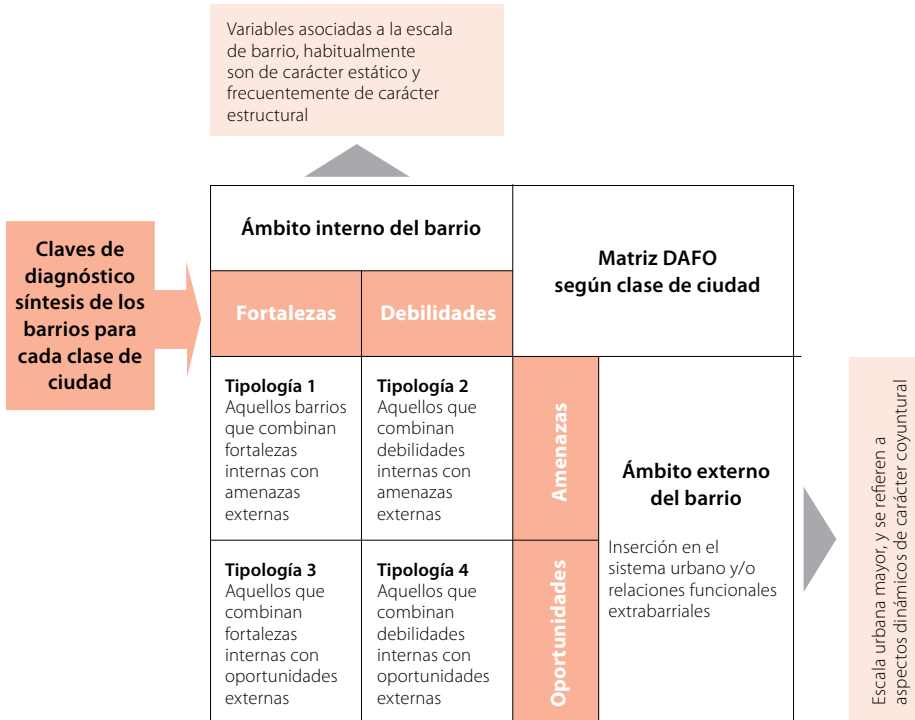 Variables asociadas a la escala
de barrio, habitualmente
son de carácter estático y
frecuentemente de carácter
estructural
Claves de
diagnóstico
síntesis de los
barrios para
cada clase de
ciudad
Ámbito interno del barrio
Matriz DAFO
según clase de ciudad
Fortalezas
Debilidades
Tipología 1
Aquellos barrios
que combinan
fortalezas
internas con
amenazas
externas
Tipología 2
Aquellos que
combinan
debilidades
internas con
amenazas
externas
Amenazas
Ámbito externo
del barrio
Inserción en el
sistema urbano y/o
relaciones funcionales
extrabarriales
Tipología 3
Aquellos que
combinan
fortalezas
internas con
oportunidades
externas
Tipología 4
Aquellos que
combinan
debilidades
internas con
oportunidades
externas
Oportunidades
Escala urbana mayor, y se refieren a
aspectos dinámicos de carácter coyuntural